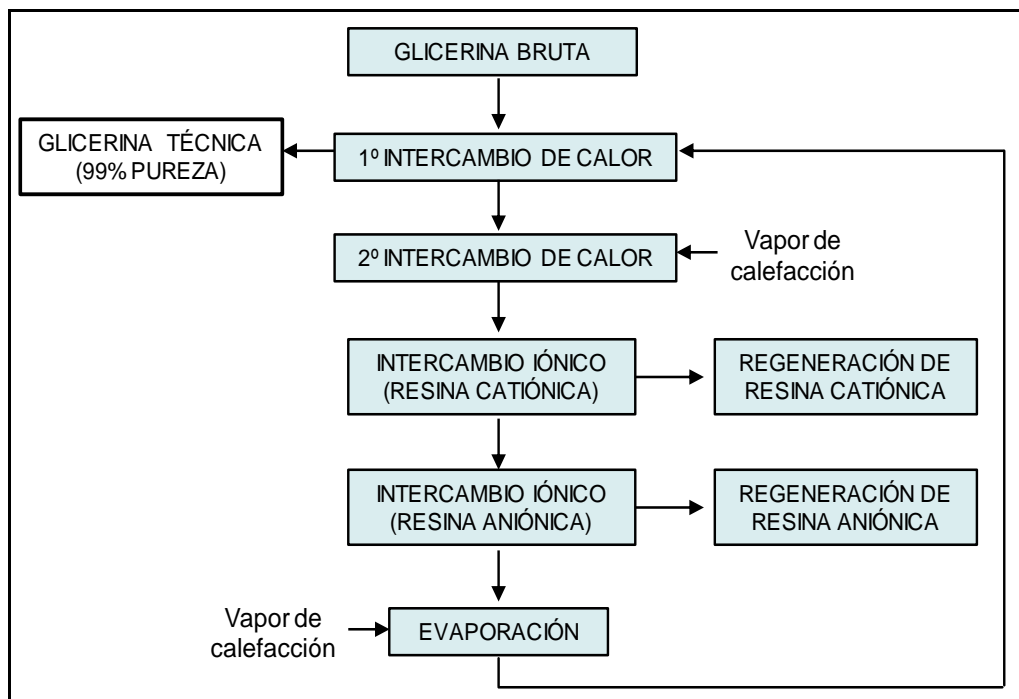 GLICERINA BRUTA
GLICERINA TÉCNICA
(99% PUREZA)
1º INTERCAMBIO DE CALOR
2º INTERCAMBIO DE CALOR
Vapor de
calefacción
INTERCAMBIO IÓNICO
(RESINA CATIÓNICA)
REGENERACIÓN DE
RESINA CATIÓNICA
INTERCAMBIO IÓNICO
(RESINA ANIÓNICA)
REGENERACIÓN DE
RESINA ANIÓNICA
Vapor de
calefacción
EVAPORACIÓN